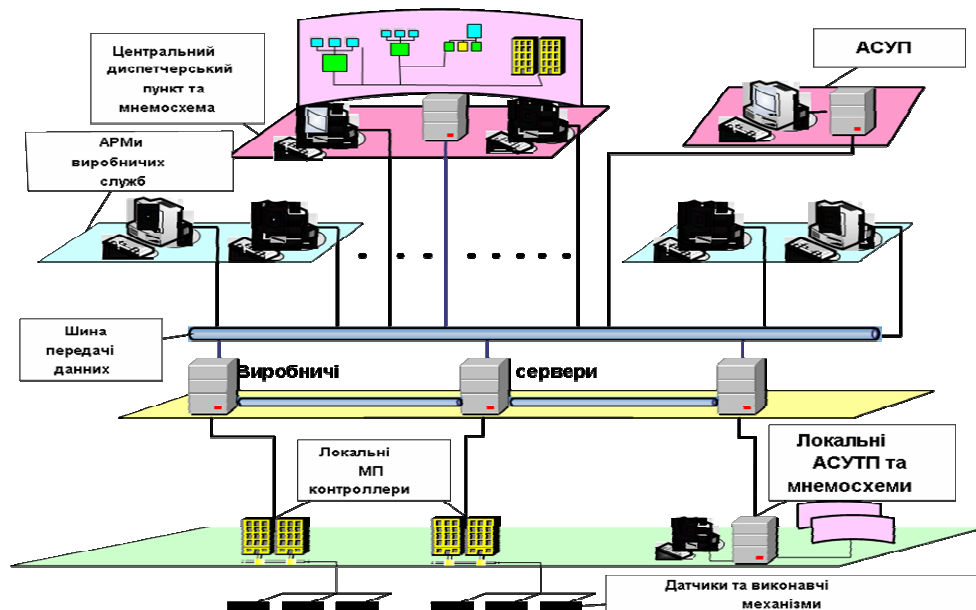 Центральний
диспетчерський
пункт та
мнемосхема
АСУП
АРМи
виробничих
служб
Шина
передачі
данних
Виробничі
сервери
Локальні
МП
контроллери
Локальні
АСУТП та
мнемосхеми
Датчики та виконавчі
механізми